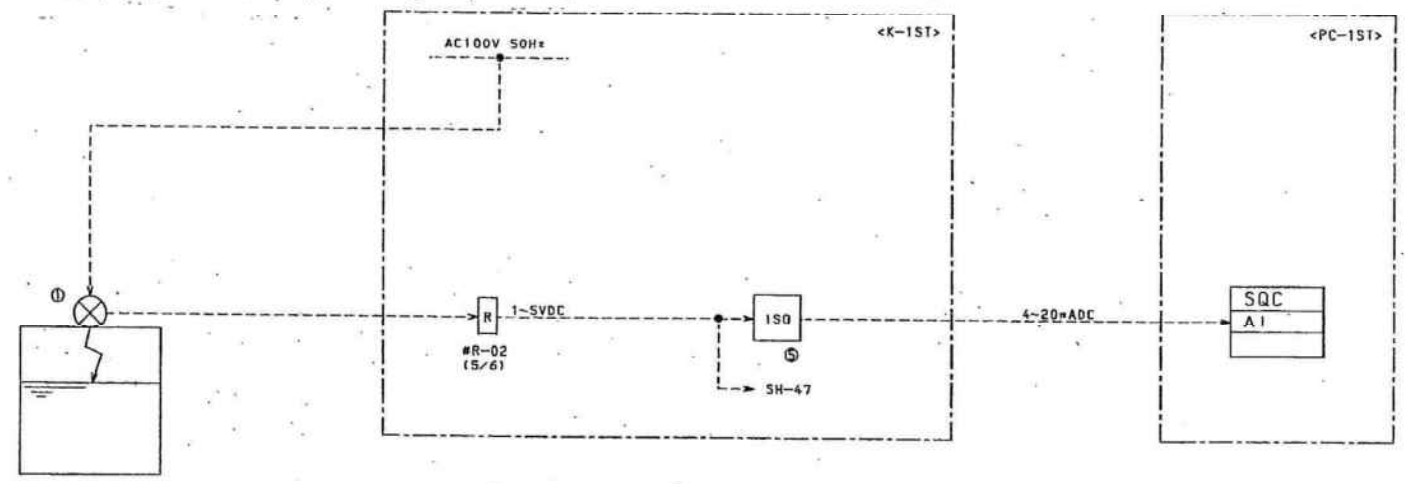 AC100V 50Hz
<K-1ST>
<PC-1ST>
①
R
1~5VDC
#R-02
(5/6)
ISO
⑤
SH-47
4~20mADC
SQC
AI